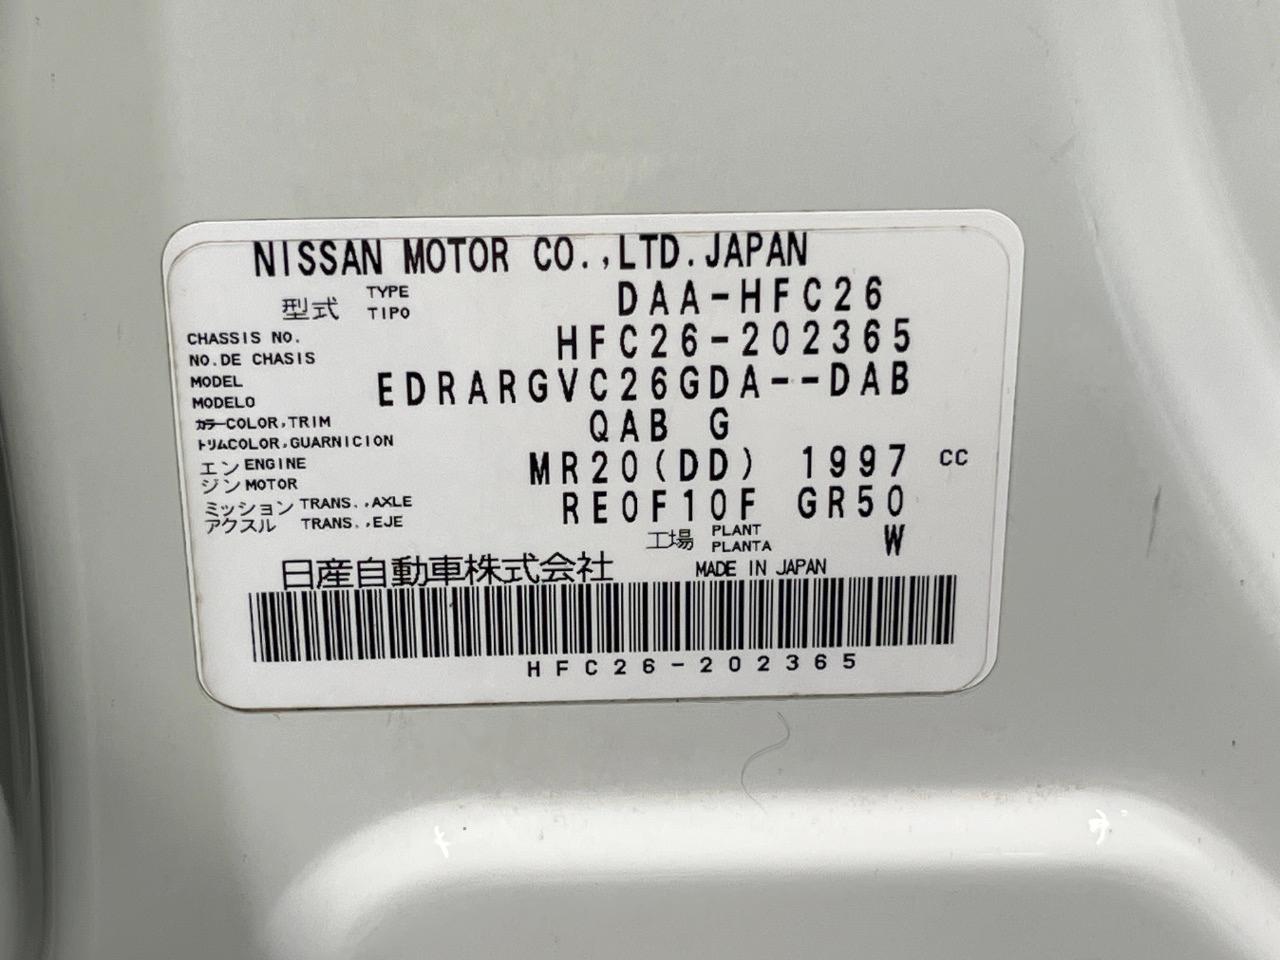 NISSAN MOTOR CO.,LTD.JAPAN
型式 TYPE TIPO DAA-HFC26
CHASSIS NO. NO.DE CHASIS HFC26-202365
MODEL MODELO EDRARGVC26GDA--DAB
カラーCOLOR,TRIM トリムCOLOR,GUARNICION QAB G
エンジン ENGINE MOTOR MR20(DD) 1997 CC
ミッション TRANS.,AXLE アクスル TRANS.,EJE RE0F10F GR50
工場 PLANT PLANTA W
日産自動車株式会社 MADE IN JAPAN
HFC26-202365